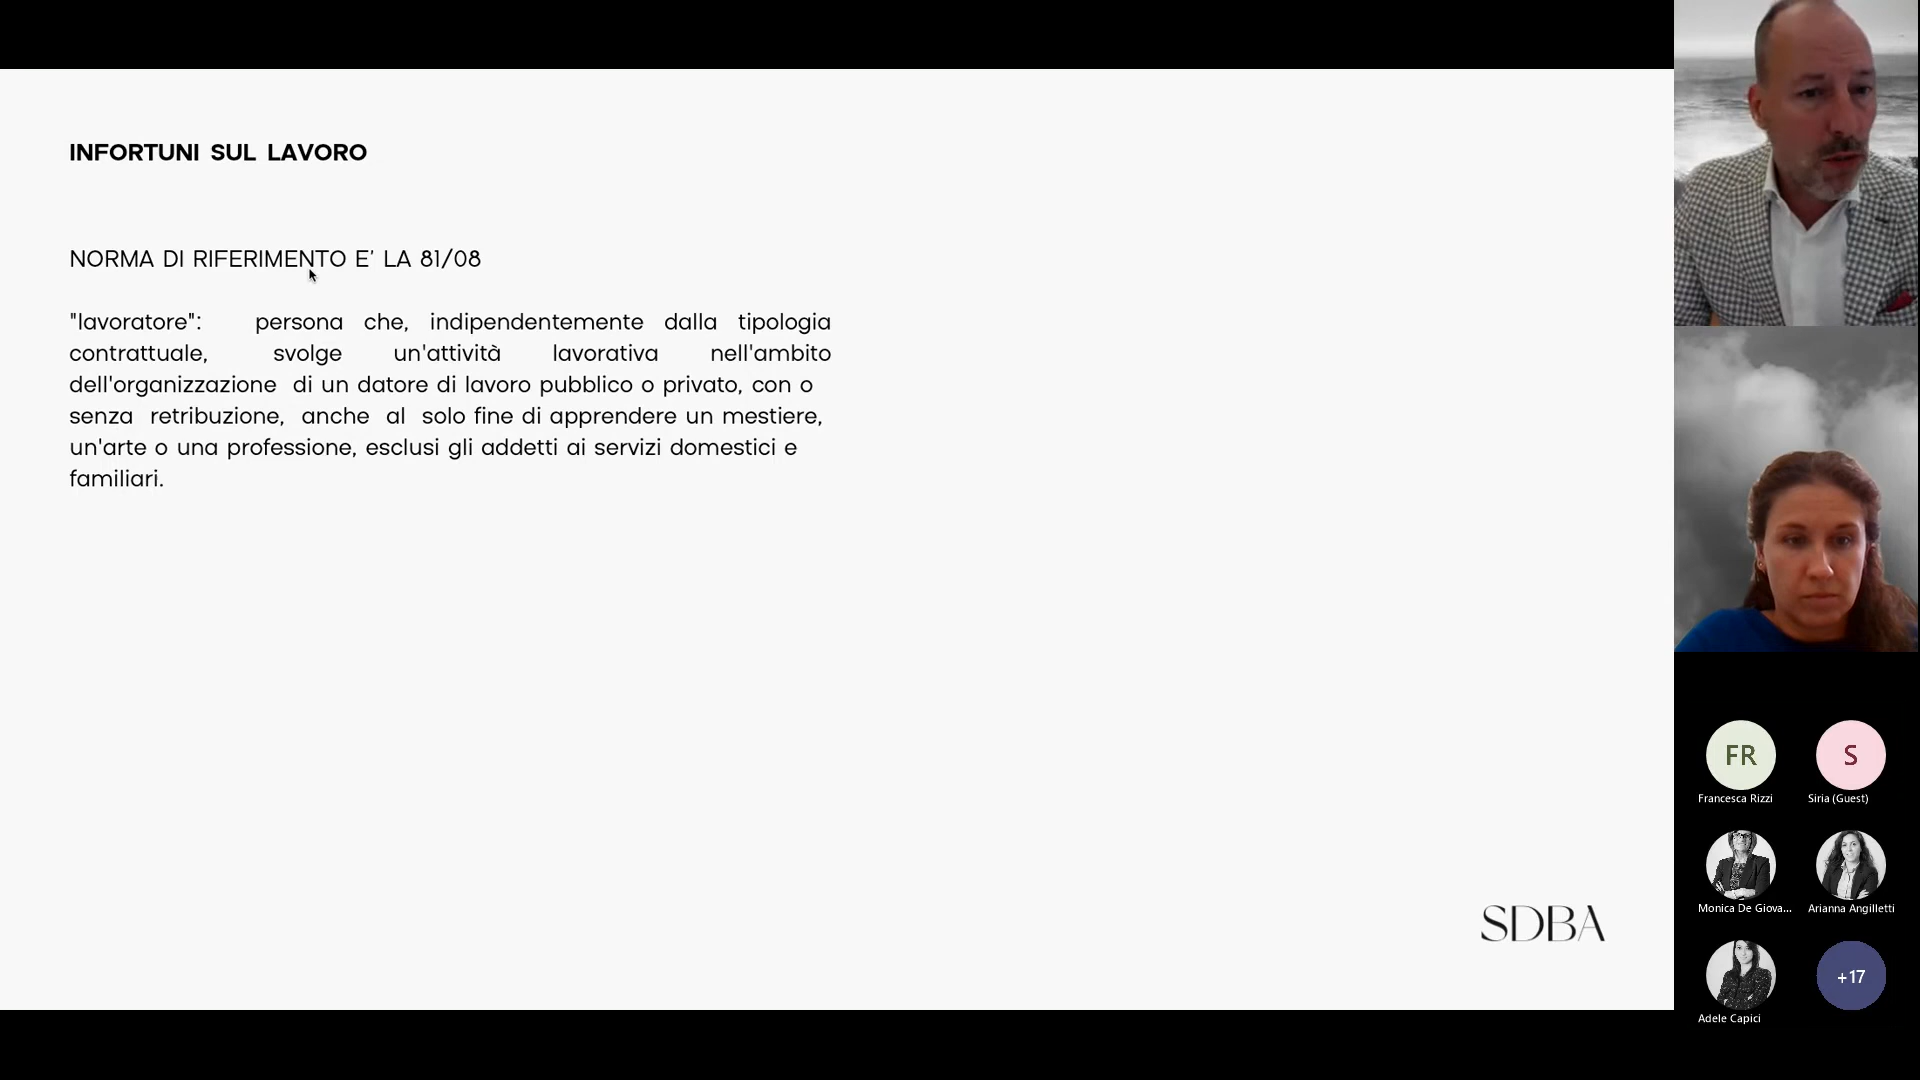 INFORTUNI SUL LAVORO
NORMA DI RIFERIMENTO E’ LA 81/08
"lavoratore": persona che, indipendentemente dalla tipologia
contrattuale, svolge un'attività lavorativa nell'ambito
dell'organizzazione di un datore di lavoro pubblico o privato, con o
senza retribuzione, anche al solo fine di apprendere un mestiere,
un'arte o una professione, esclusi gli addetti ai servizi domestici e
familiari.
SDBA
FR
S
Francesca Rizzi
Siria (Guest)
Monica De Giova...
Arianna Angilletti
+17
Adele Capici